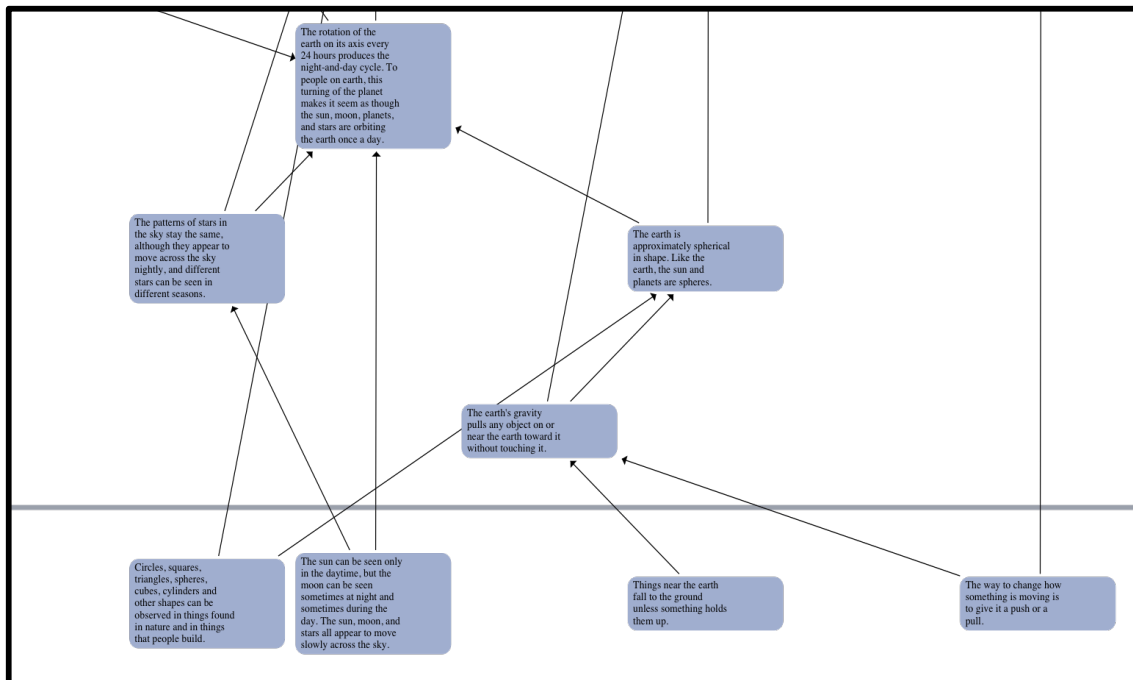 The rotation of the
earth on its axis every
24 hours produces the
night-and-day cycle. To
people on earth, this
turning of the planet
makes it seem as though
the sun, moon, planets,
and stars are orbiting
the earth once a day.
The patterns of stars in
the sky stay the same,
although they appear to
move across the sky
nightly, and different
stars can be seen in
different seasons.
The earth is
approximately spherical
in shape. Like the
earth, the sun and
planets are spheres.
The earth's gravity
pulls any object on or
near the earth toward it
without touching it.
Circles, squares,
triangles, spheres,
cubes, cylinders and
other shapes can be
observed in things found
in nature and in things
that people build.
The sun can be seen only
in the daytime, but the
moon can be seen
sometimes at night and
sometimes during the
day. The sun, moon, and
stars all appear to move
slowly across the sky.
Things near the earth
fall to the ground
unless something holds
them up.
The way to change how
something is moving is
to give it a push or a
pull.